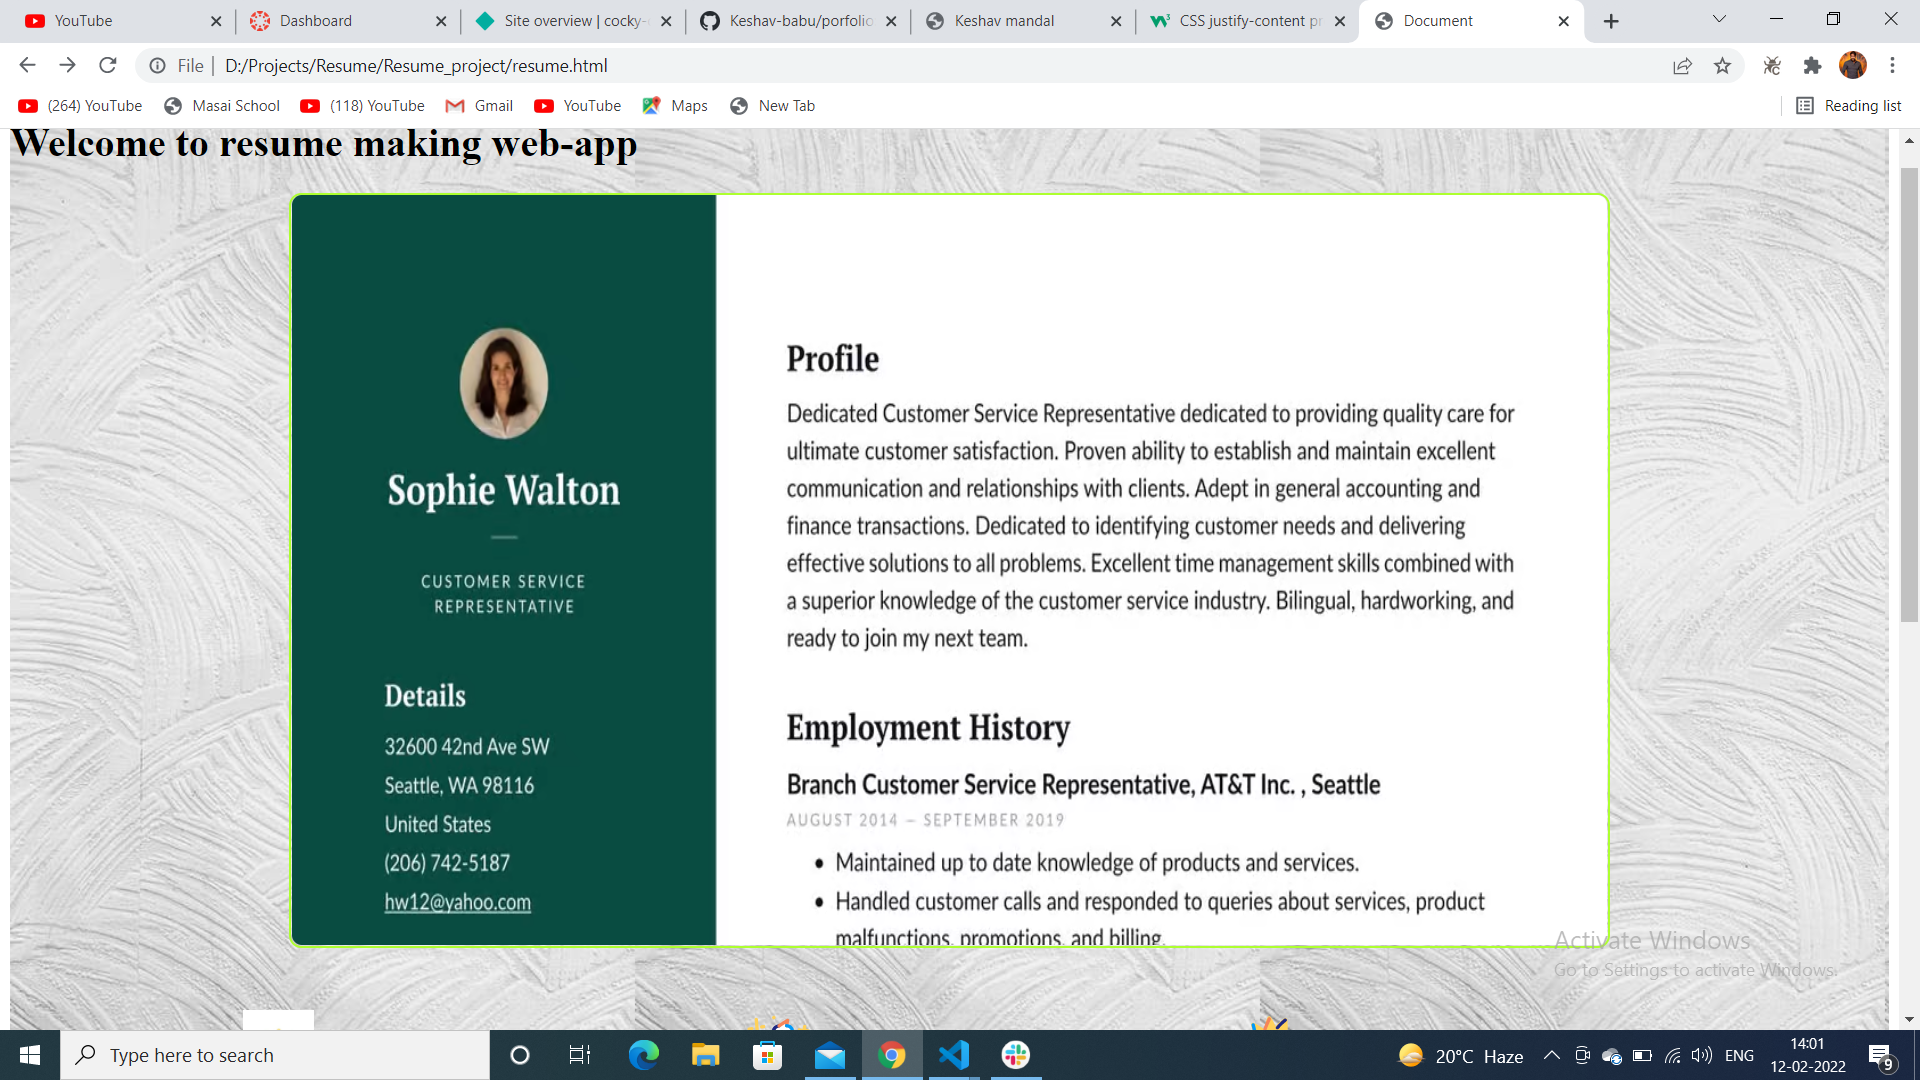 YouTube
Dashboard
Site overview | cocky-
Keshav-babu/porfolio
Keshav mandal
CSS justify-content pr
Document
File
D:/Projects/Resume/Resume_project/resume.html
(264) YouTube
Masai School
(118) YouTube
Gmail
YouTube
Maps
New Tab
Reading list
Welcome to resume making web-app
Sophie Walton
CUSTOMER SERVICE
REPRESENTATIVE
Details
32600 42nd Ave SW
Seattle, WA 98116
United States
(206) 742-5187
hw12@yahoo.com
Profile
Dedicated Customer Service Representative dedicated to providing quality care for
ultimate customer satisfaction. Proven ability to establish and maintain excellent
communication and relationships with clients. Adept in general accounting and
finance transactions. Dedicated to identifying customer needs and delivering
effective solutions to all problems. Excellent time management skills combined with
a superior knowledge of the customer service industry. Bilingual, hardworking, and
ready to join my next team.
Employment History
Branch Customer Service Representative, AT&T Inc. , Seattle
AUGUST 2014 — SEPTEMBER 2019
• Maintained up to date knowledge of products and services.
• Handled customer calls and responded to queries about services, product
malfunctions, promotions, and billing.
Activate Windows
Go to Settings to activate Windows.
Type here to search
20°C Haze
ENG
14:01
12-02-2022
9